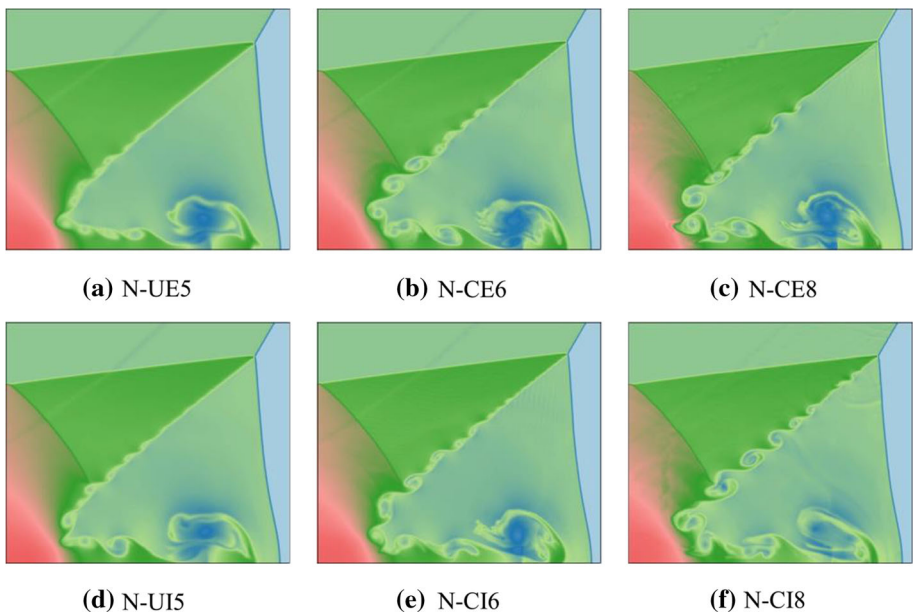 (a) N-UE5
(b) N-CE6
(c) N-CE8
(d) N-UI5
(e) N-CI6
(f) N-CI8